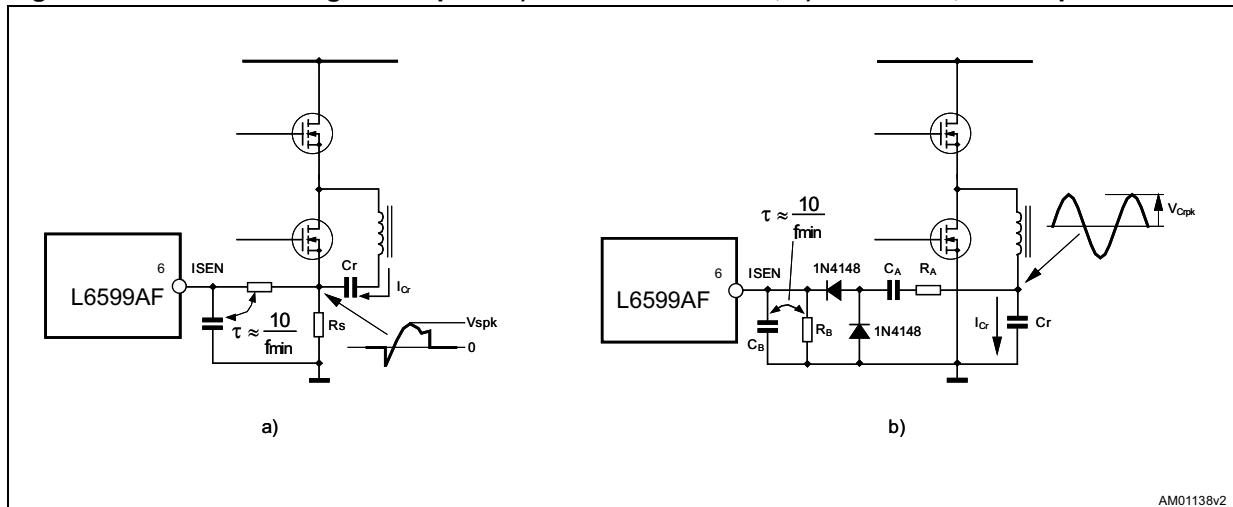 a)
L6599AF
6
ISEN
τ ≈ 10
fmin
Cr
ICr
Rs
Vspk
0
b)
L6599AF
6
ISEN
τ ≈ 10
fmin
1N4148
CA
RA
CB
RB
1N4148
ICr
Cr
VCrpk
AM01138v2